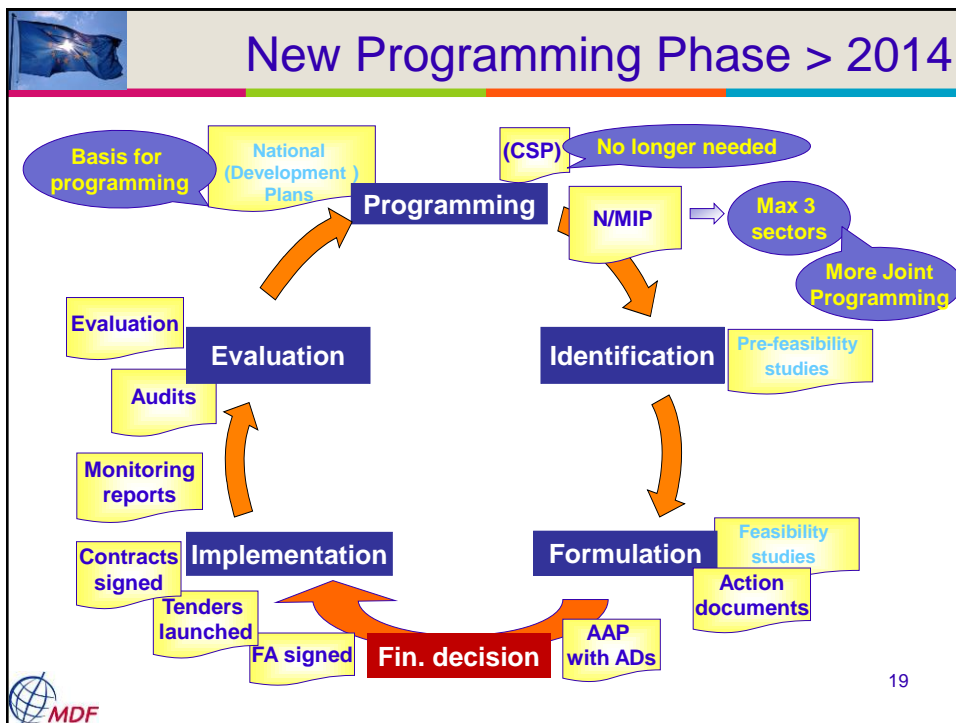 New Programming Phase > 2014
Basis for
programming
National
(Development )
Plans
Programming
(CSP)
No longer needed
N/MIP
Max 3
sectors
More Joint
Programming
Evaluation
Evaluation
Audits
Identification
Pre-feasibility
studies
Monitoring
reports
Implementation
Contracts
signed
Tenders
launched
FA signed
Fin. decision
Formulation
Feasibility
studies
Action
documents
AAP
with ADs
19
MDF